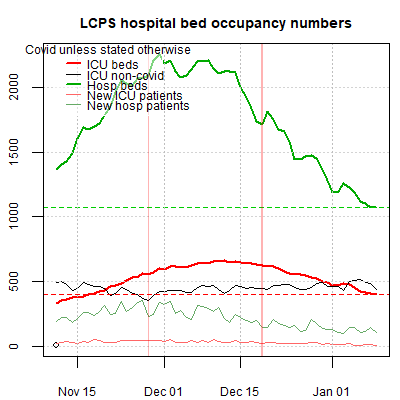 LCPS hospital bed occupancy numbers
Covid unless stated otherwise
ICU beds
ICU non-covid
Hosp beds
New ICU patients
New hosp patients
2000
1500
1000
500
0
Nov 15
Dec 01
Dec 15
Jan 01